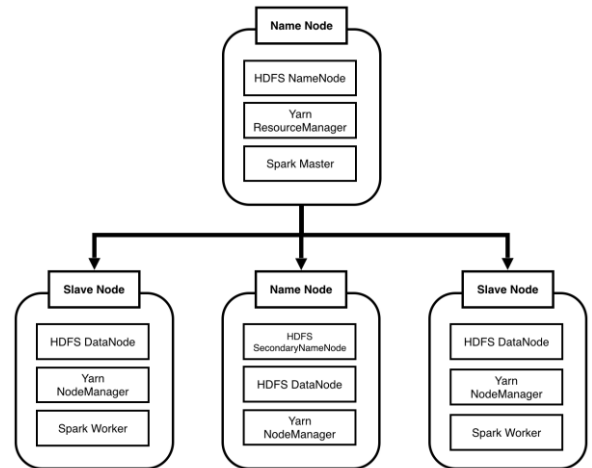 Name Node
HDFS NameNode
Yarn
ResourceManager
Spark Master
Slave Node
HDFS DataNode
Yarn
NodeManager
Spark Worker
Name Node
HDFS
SecondaryNameNode
HDFS DataNode
Yarn
NodeManager
Slave Node
HDFS DataNode
Yarn
NodeManager
Spark Worker